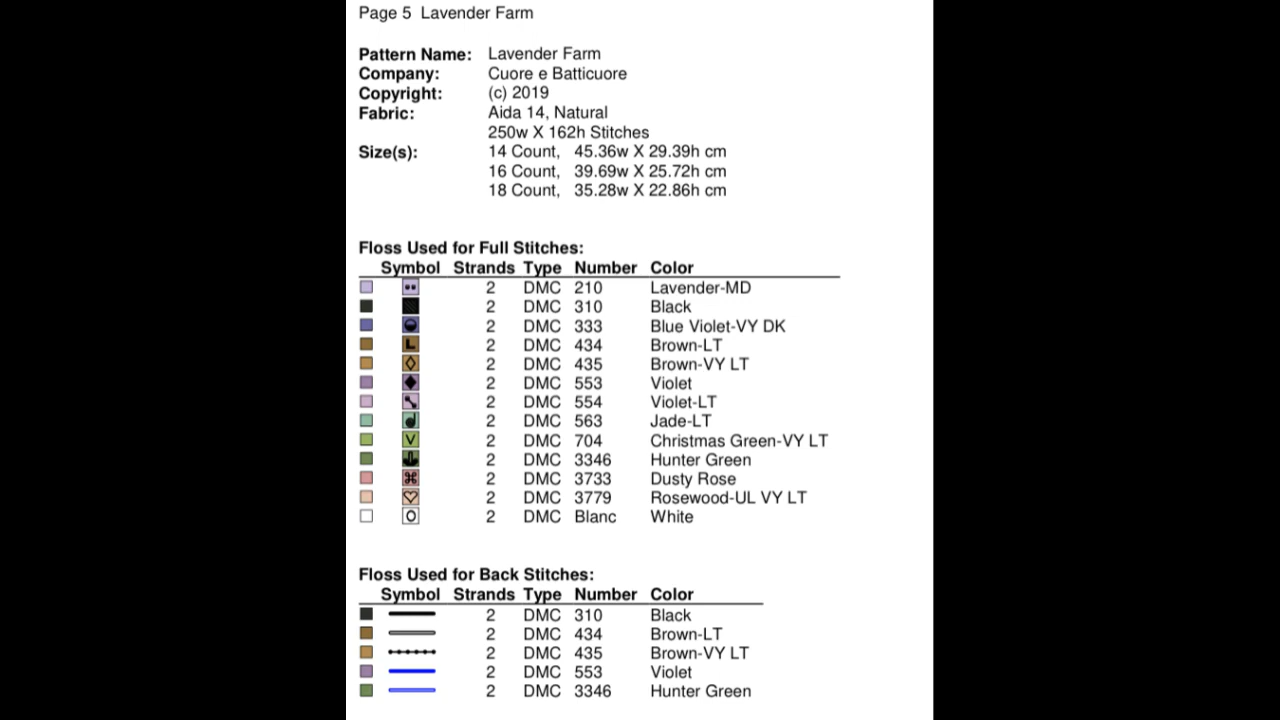 Page 5 Lavender Farm
Pattern Name: Lavender Farm
Company: Cuore e Batticuore
Copyright: (c) 2019
Fabric: Aida 14, Natural
250w X 162h Stitches
Size(s): 14 Count, 45.36w X 29.39h cm
16 Count, 39.69w X 25.72h cm
18 Count, 35.28w X 22.86h cm
Floss Used for Full Stitches:
Symbol Strands Type Number Color
2 DMC 210 Lavender-MD
2 DMC 310 Black
2 DMC 333 Blue Violet-VY DK
2 DMC 434 Brown-LT
2 DMC 435 Brown-VY LT
2 DMC 553 Violet
2 DMC 554 Violet-LT
2 DMC 563 Jade-LT
2 DMC 704 Christmas Green-VY LT
2 DMC 3346 Hunter Green
2 DMC 3733 Dusty Rose
2 DMC 3779 Rosewood-UL VY LT
2 DMC Blanc White
Floss Used for Back Stitches:
Symbol Strands Type Number Color
2 DMC 310 Black
2 DMC 434 Brown-LT
2 DMC 435 Brown-VY LT
2 DMC 553 Violet
2 DMC 3346 Hunter Green